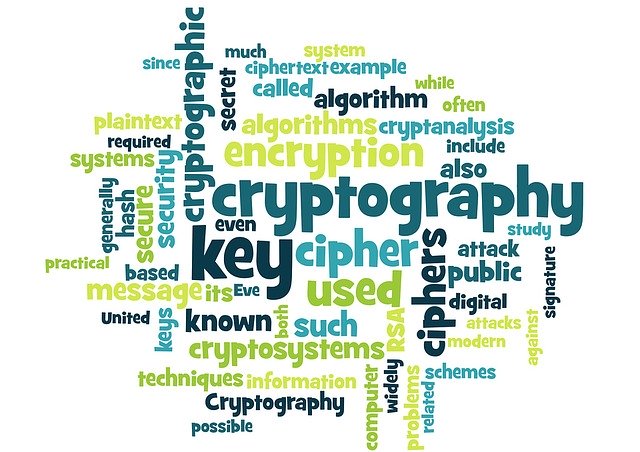 much
system
since
ciphertext
example
cryptographic
secret
called
while
algorithm
often
plaintext
algorithms
cryptanalysis
required
encryption
include
systems
also
security
generally
hash
secure
cryptography
even
study
key
cipher
ciphers
attack
signature
practical
based
public
message
its
Eve
used
digital
United
keys
known
both
such
RSA
attacks
against
modern
cryptosystems
techniques
information
computer
widely
problems
related
schemes
Cryptography
possible